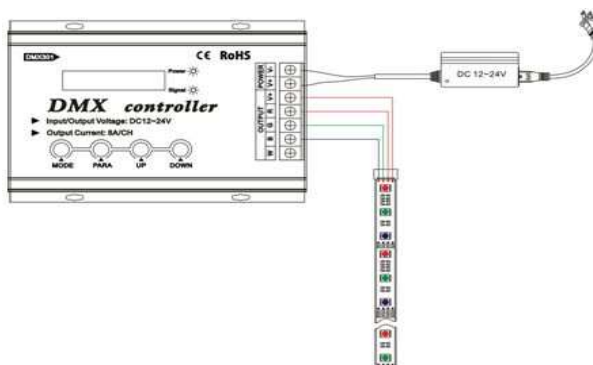 DMX301
CE RoHS
Power
Signal
DMX controller
Input/Output Voltage: DC12~24V
Output Current: 8A/CH
MODE PARA UP DOWN
POWER
V-
V+
OUTPUT
V+
R
G
B
W
DC 12~24V